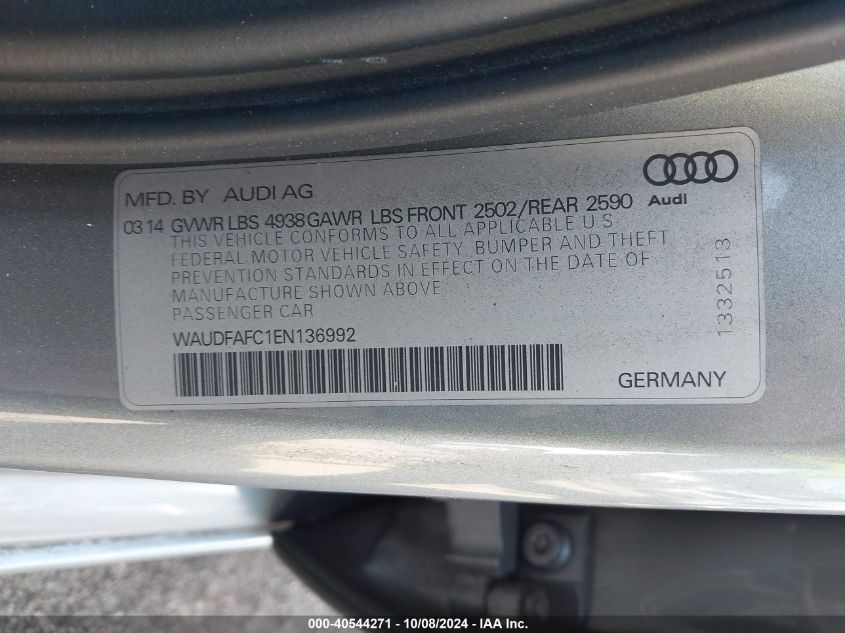 MFD. BY AUDI AG
03 14 GVWR LBS 4938 GAWR LBS FRONT 2502/REAR 2590
Audi
THIS VEHICLE CONFORMS TO ALL APPLICABLE U.S.
FEDERAL MOTOR VEHICLE SAFETY, BUMPER AND THEFT
PREVENTION STANDARDS IN EFFECT ON THE DATE OF
MANUFACTURE SHOWN ABOVE
PASSENGER CAR
1332513
WAUDFAFC1EN136992
GERMANY
000-40544271 - 10/08/2024 - IAA Inc.